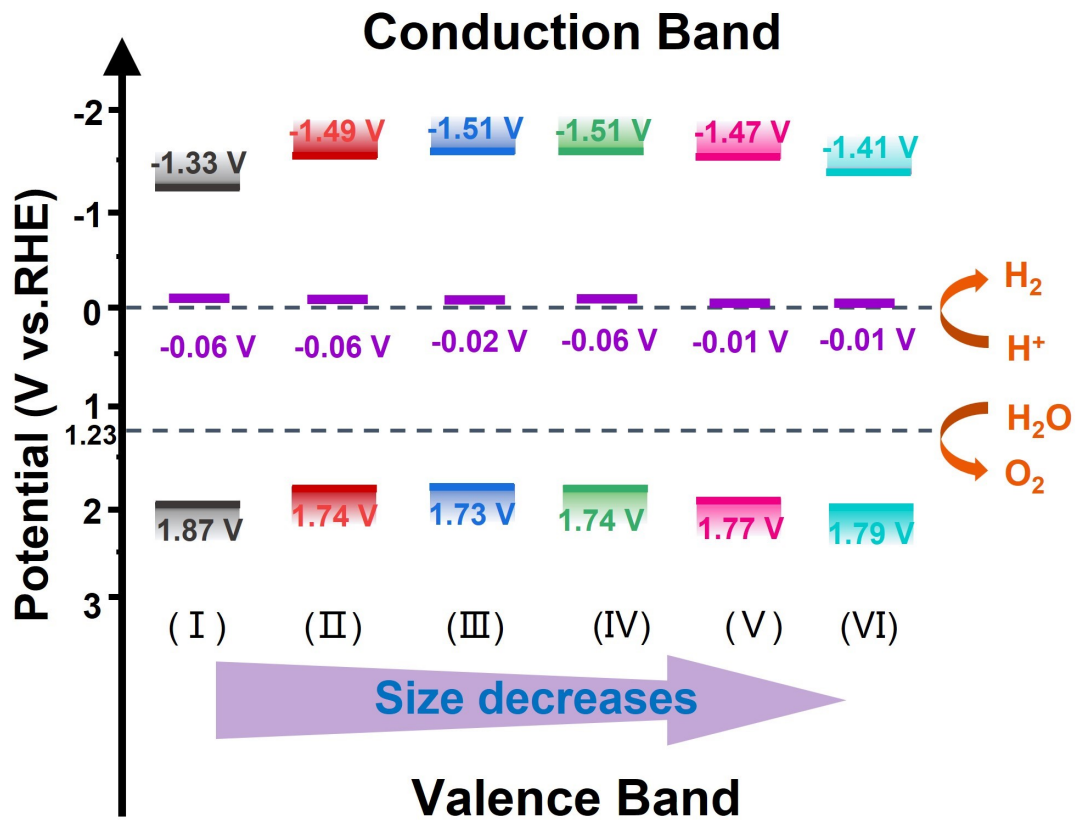 Conduction Band
Potential (V vs.RHE)
-2
-1
0
1
1.23
2
3
-1.33 V
-1.49 V
-1.51 V
-1.51 V
-1.47 V
-1.41 V
-0.06 V
-0.06 V
-0.02 V
-0.06 V
-0.01 V
-0.01 V
H₂
H⁺
H₂O
O₂
1.87 V
1.74 V
1.73 V
1.74 V
1.77 V
1.79 V
(Ⅰ)
(Ⅱ)
(Ⅲ)
(Ⅳ)
(Ⅴ)
(Ⅵ)
Size decreases
Valence Band